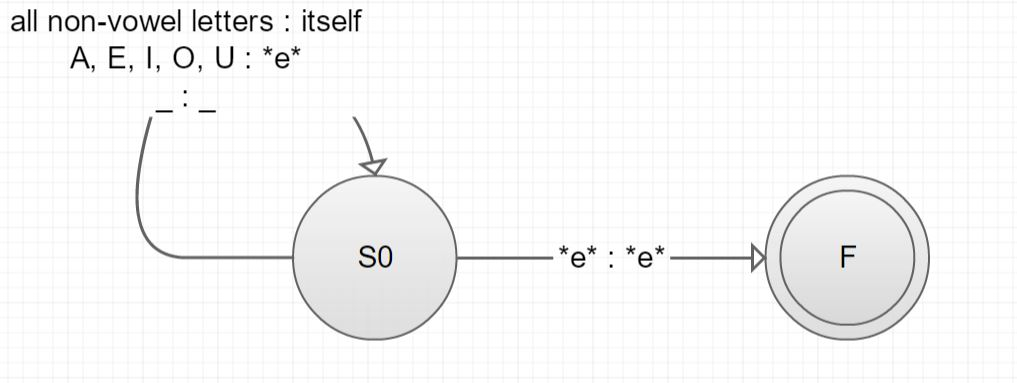 all non-vowel letters : itself
A, E, I, O, U : *e*
_ : _
S0
*e* : *e*
F